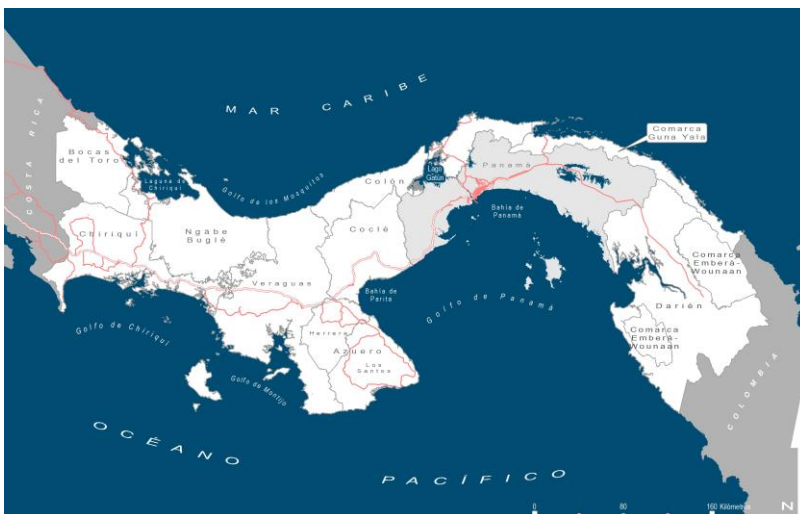 MAR CARIBE
COSTA RICA
Bocas
del Toro
Laguna de
Chiriquí
Golfo de los Mosquitos
Colón
Lago
Gatún
Panamá
Comarca
Guna Yala
Chiriquí
Ngabe
Buglé
Coclé
Veraguas
Bahía de
Panamá
Bahía de
Parita
Comarca
Emberá-
Wounaan
Darién
Comarca
Emberá-
Wounaan
Golfo de Chiriquí
Golfo de Panamá
Herrera
Azuero
Los
Santos
Golfo de Montijo
COLOMBIA
OCÉANO
PACÍFICO
0 80 160 Kilómetros
N